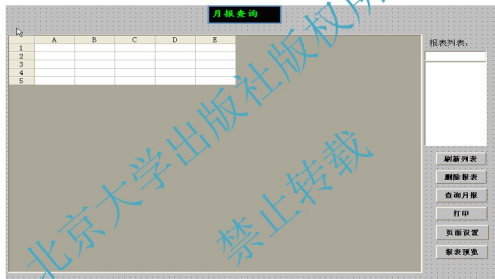 月报查询
A B C D E
1
2
3
4
5
报表列表：
刷新列表
删除报表
查询月报
打印
页面设置
报表预览
北京大学出版社版权所
禁止转载